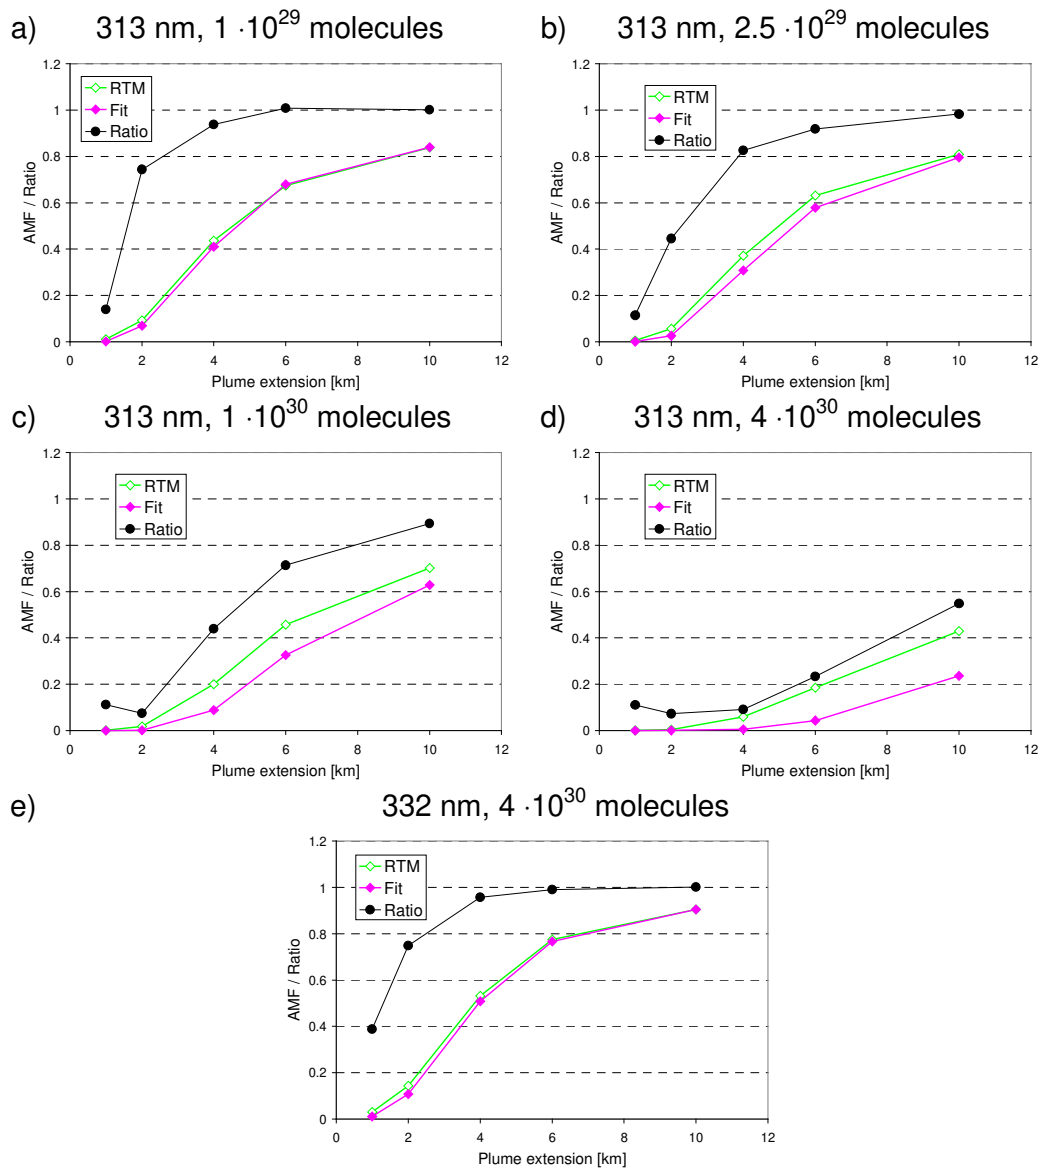 a) 313 nm, 1 ·10^29 molecules
1.2
1
0.8
0.6
0.4
0.2
0
AMF / Ratio
RTM
Fit
Ratio
0 2 4 6 8 10 12
Plume extension [km]
b) 313 nm, 2.5 ·10^29 molecules
1.2
1
0.8
0.6
0.4
0.2
0
AMF / Ratio
RTM
Fit
Ratio
0 2 4 6 8 10 12
Plume extension [km]
c) 313 nm, 1 ·10^30 molecules
1.2
1
0.8
0.6
0.4
0.2
0
AMF / Ratio
RTM
Fit
Ratio
0 2 4 6 8 10 12
Plume extension [km]
d) 313 nm, 4 ·10^30 molecules
1.2
1
0.8
0.6
0.4
0.2
0
AMF / Ratio
RTM
Fit
Ratio
0 2 4 6 8 10 12
Plume extension [km]
e) 332 nm, 4 ·10^30 molecules
1.2
1
0.8
0.6
0.4
0.2
0
AMF / Ratio
RTM
Fit
Ratio
0 2 4 6 8 10 12
Plume extension [km]